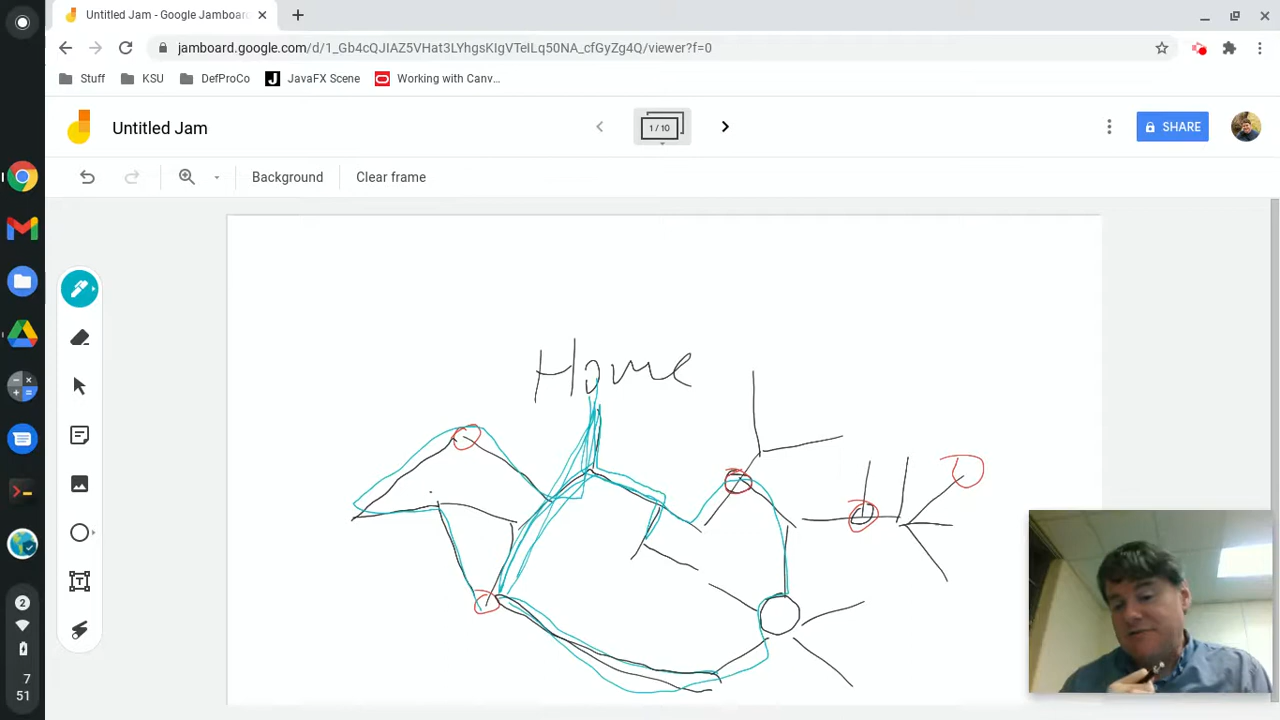 Untitled Jam - Google Jamboard
jamboard.google.com/d/1_Gb4cQJIAZ5VHat3LYhgsKIgVTeILq50NA_cfGyZg4Q/viewer?f=0
Stuff KSU DefProCo JavaFX Scene Working with Canv...
Untitled Jam
1 / 10
SHARE
Background Clear frame
Home
2
7
51